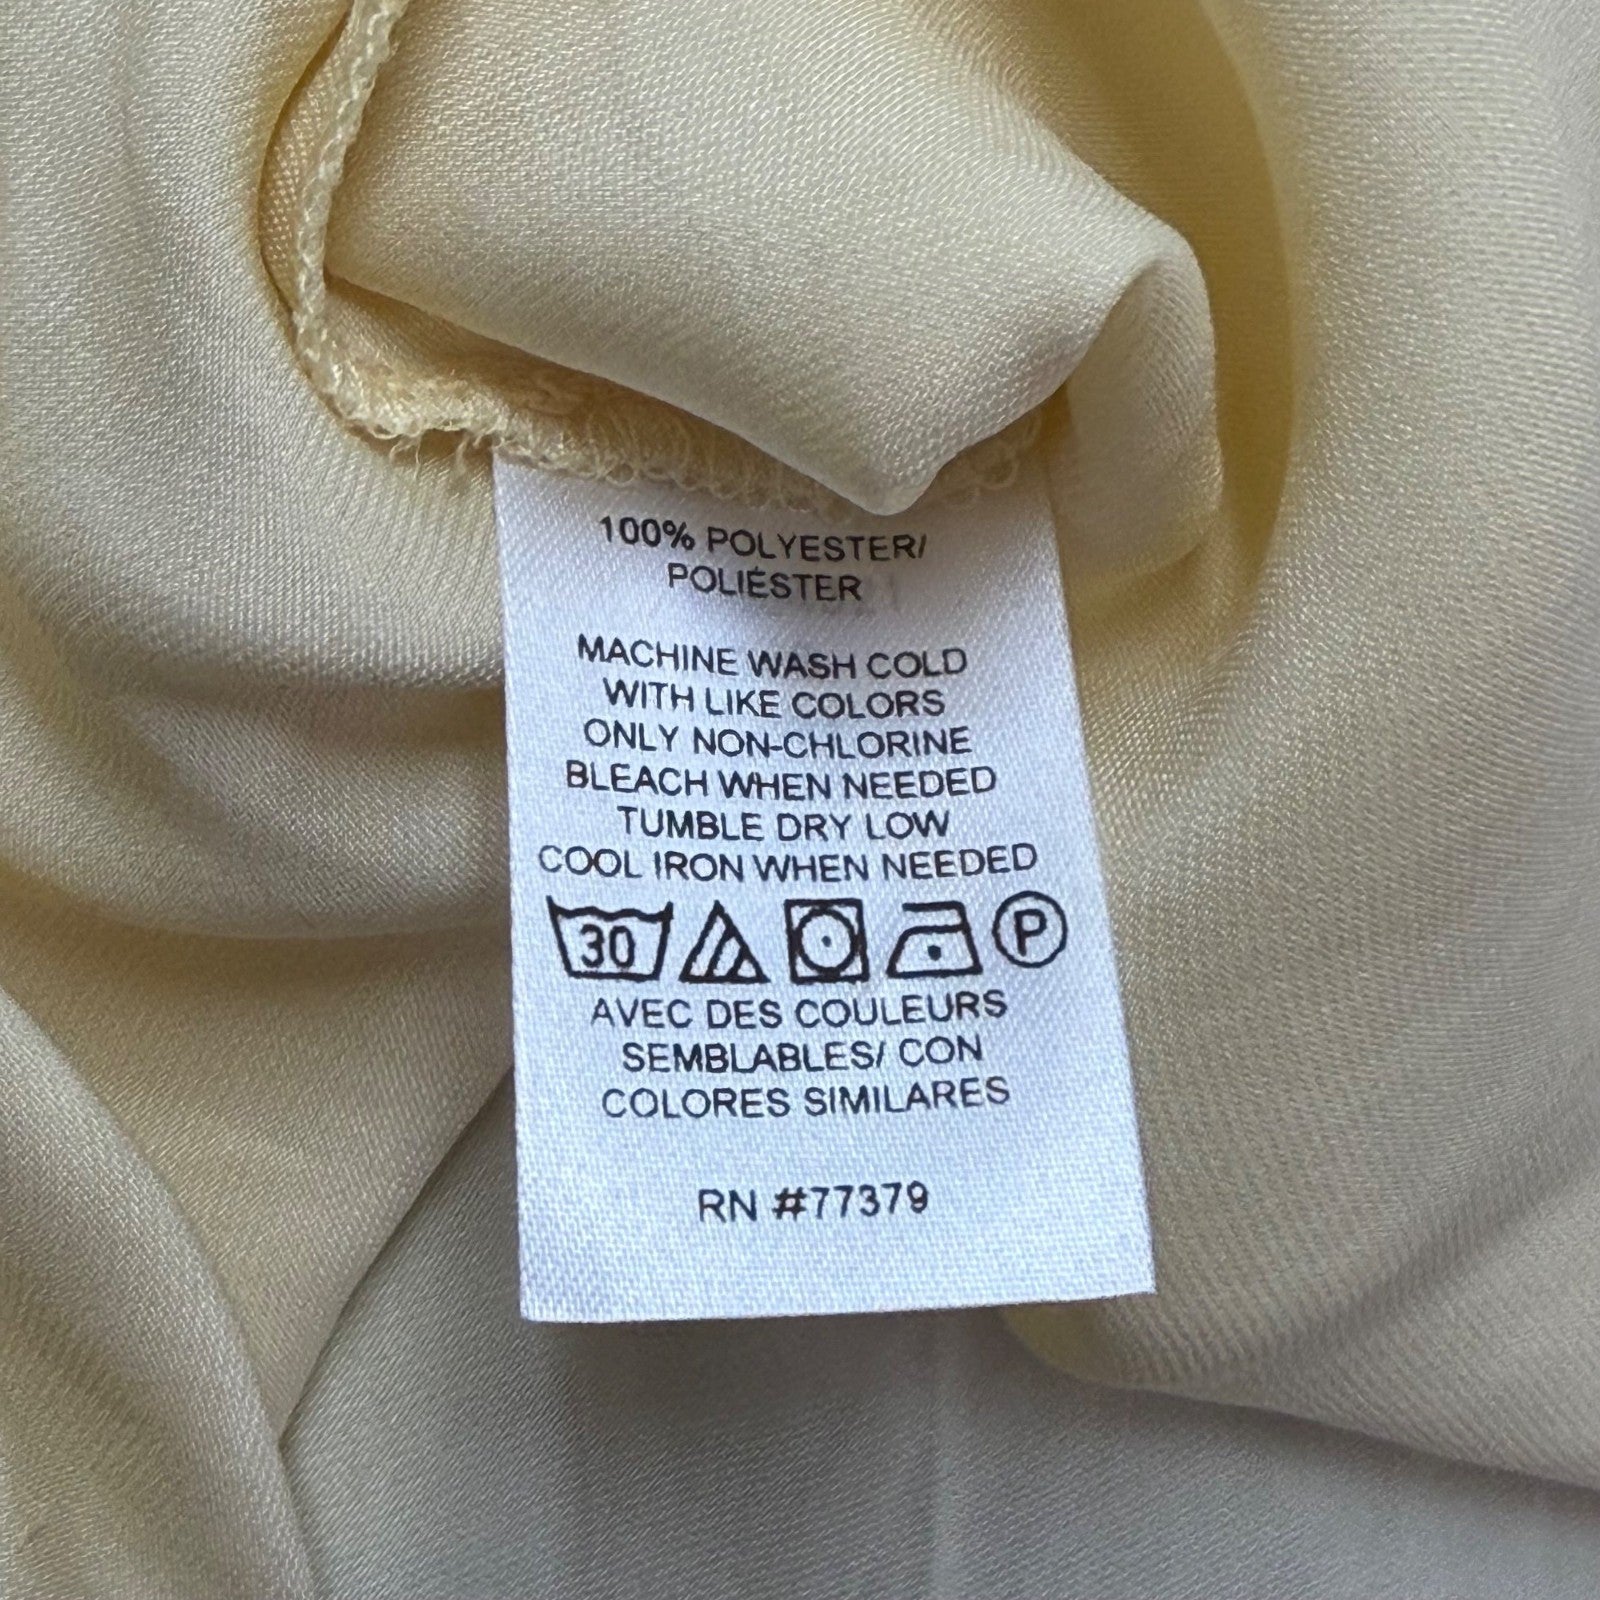 100% POLYESTER/
POLIÉSTER
MACHINE WASH COLD
WITH LIKE COLORS
ONLY NON-CHLORINE
BLEACH WHEN NEEDED
TUMBLE DRY LOW
COOL IRON WHEN NEEDED
30 P
AVEC DES COULEURS
SEMBLABLES/ CON
COLORES SIMILARES
RN #77379